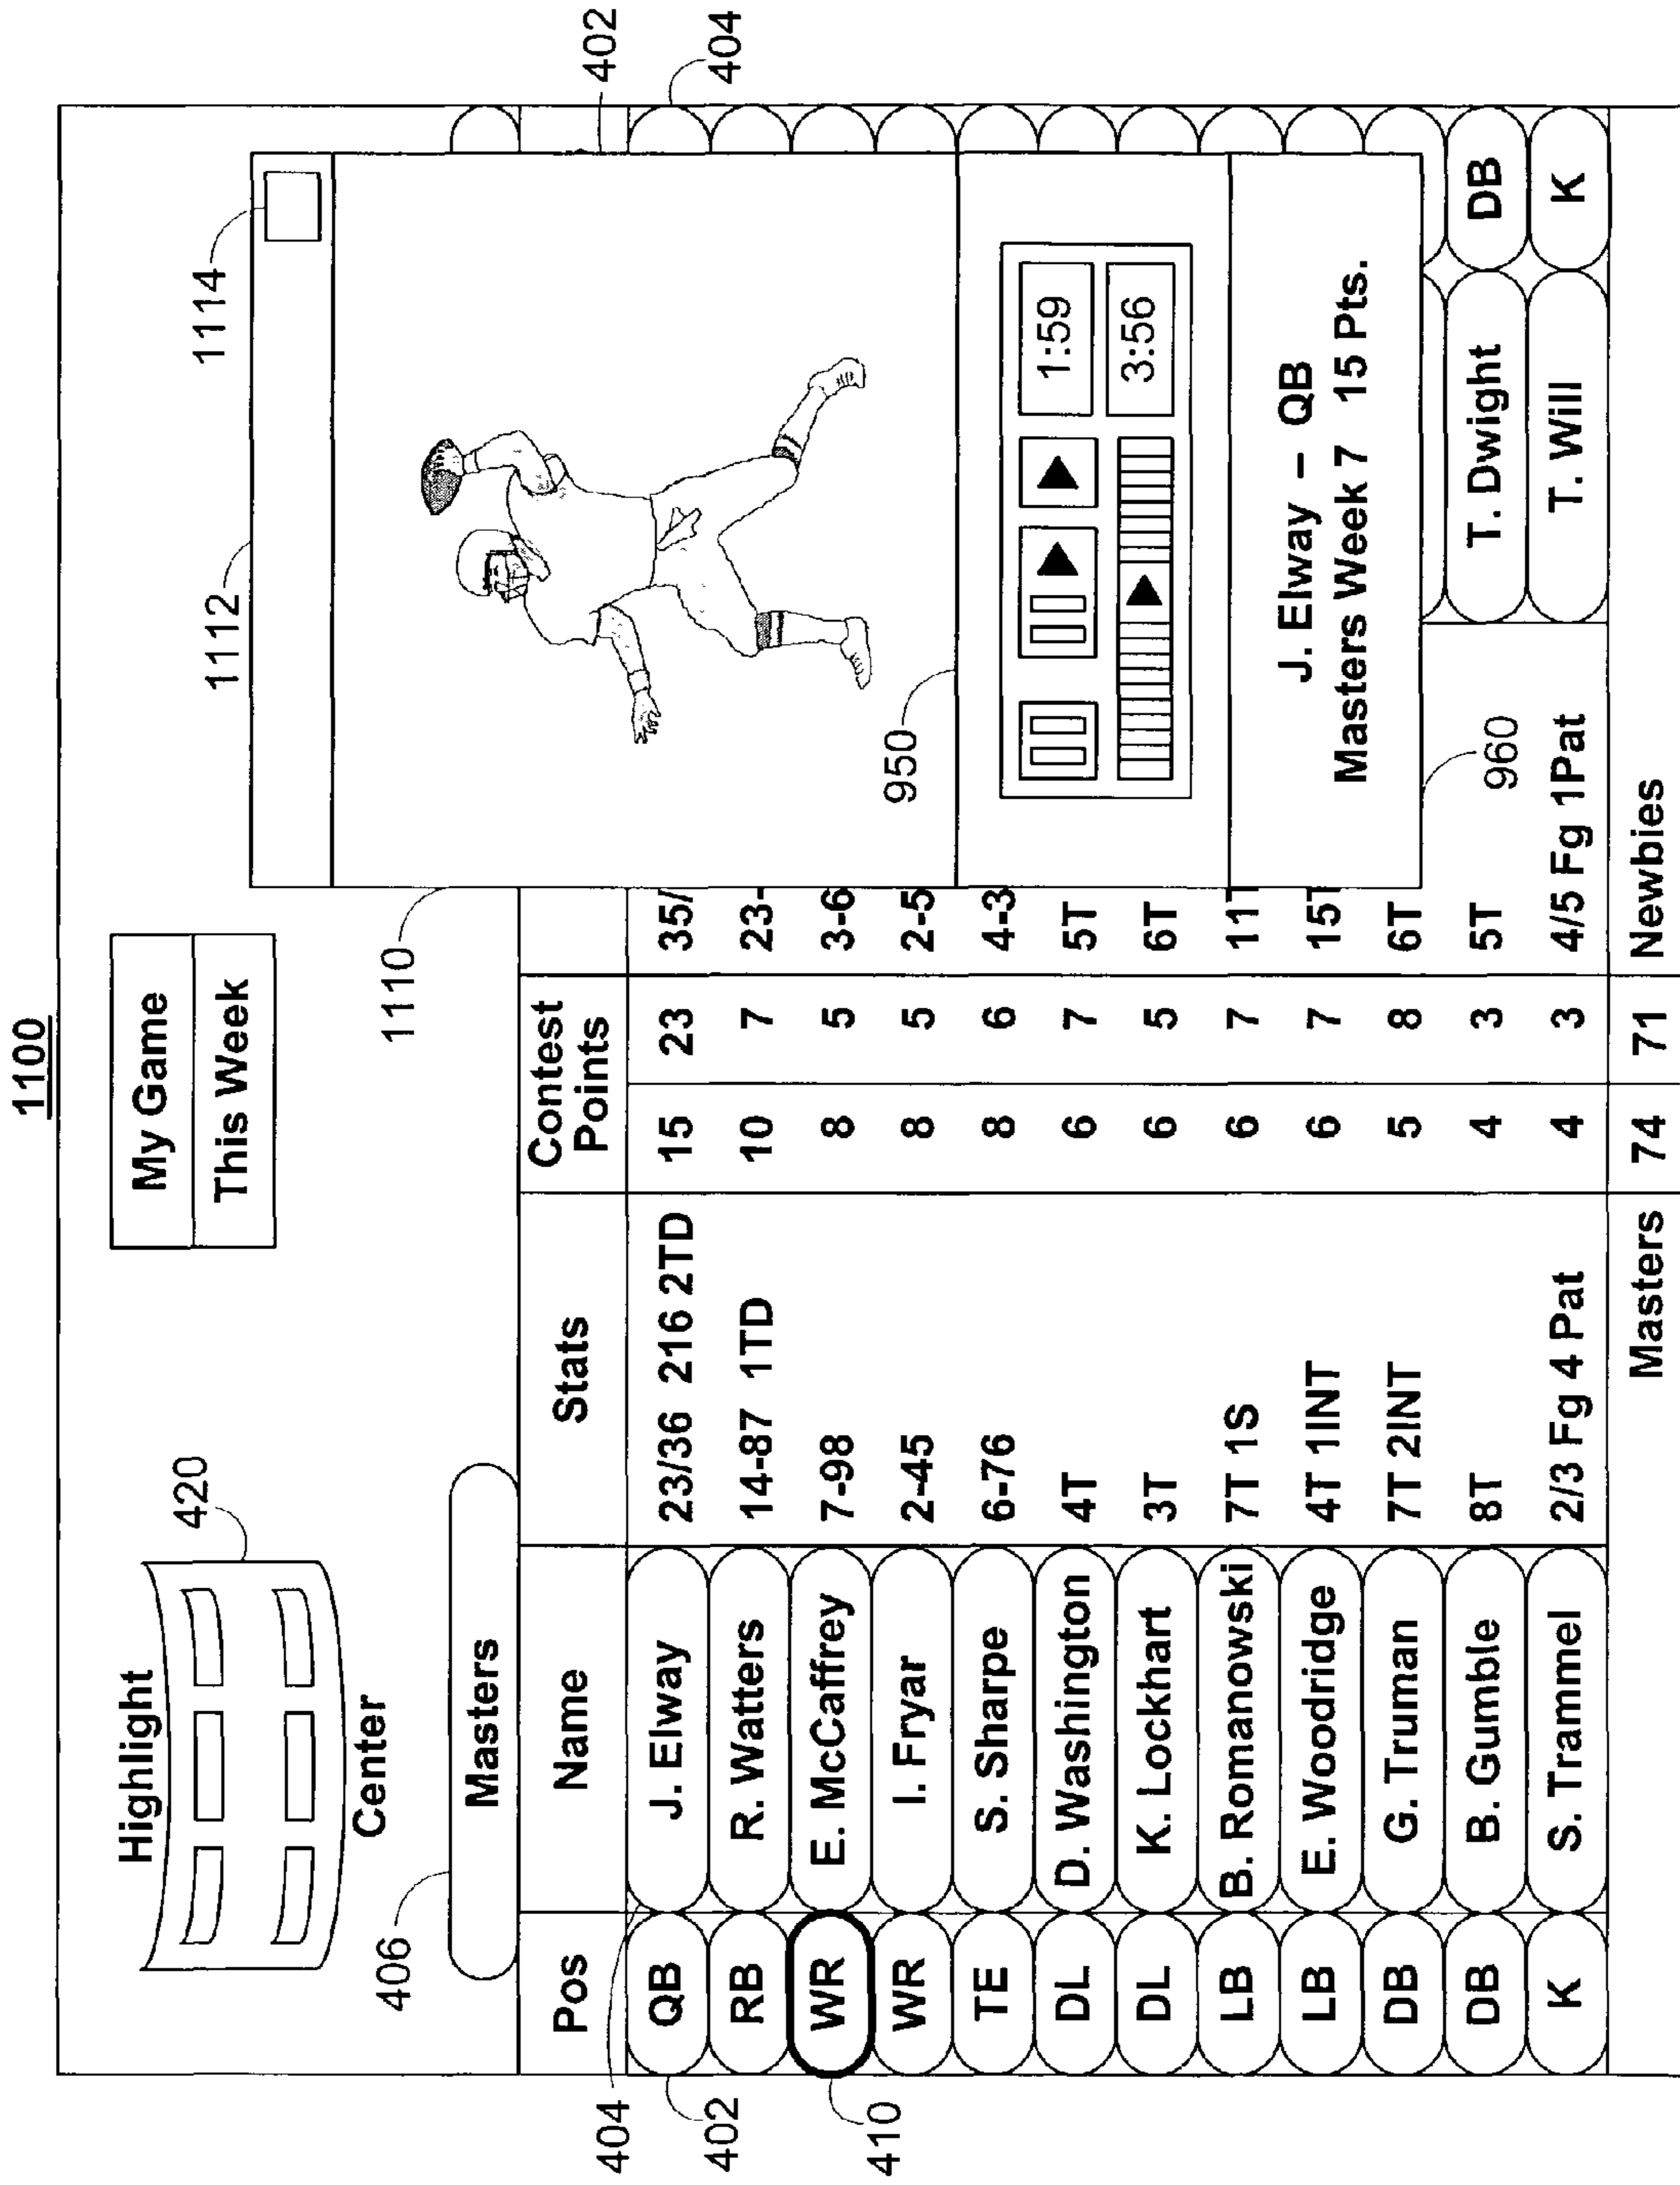 1100
My Game
This Week
Highlight
Center
420
1112
1114
406
Masters
1110
402
404
Pos Name Stats Contest Points
404
402
410
QB J. Elway 23/36 216 2TD 15 23 35/
RB R. Watters 14-87 1TD 10 7 23-
WR E. McCaffrey 7-98 8 5 3-6
WR I. Fryar 2-45 8 5 2-5
TE S. Sharpe 6-76 8 6 4-3
DL D. Washington 4T 6 7 5T
DL K. Lockhart 3T 6 5 6T
LB B. Romanowski 7T 1S 6 7 11T
LB E. Woodridge 4T 1INT 6 7 15T
DB G. Truman 7T 2INT 5 8 6T
DB B. Gumble 8T 4 3 5T T. Dwight DB
K S. Trammel 2/3 Fg 4 Pat 4 3 4/5 Fg 1Pat T. Will K
Masters 74 71 Newbies
950
1:59
3:56
J. Elway – QB
Masters Week 7 15 Pts.
960